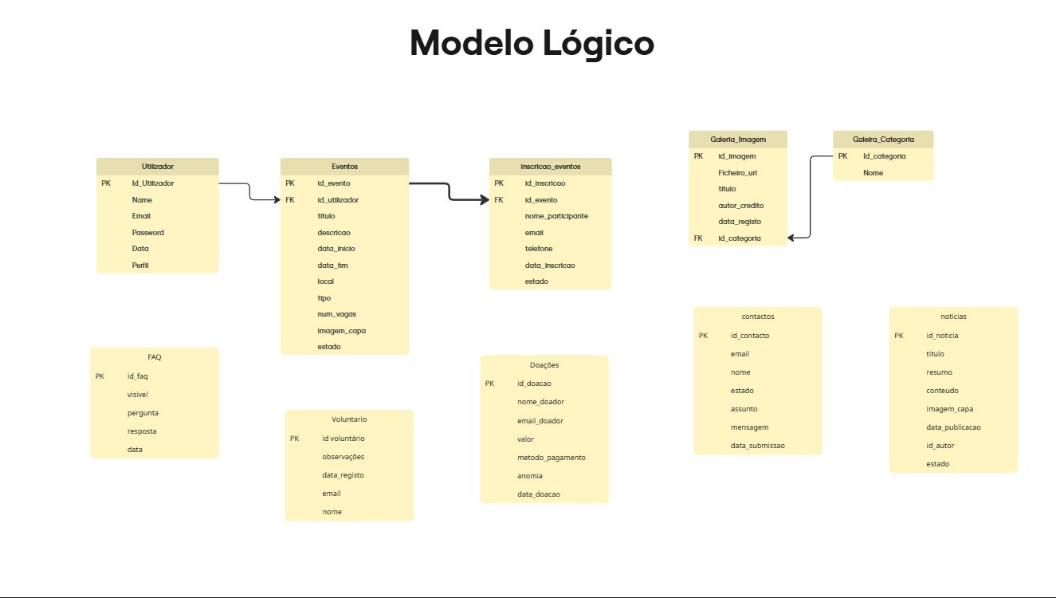 Modelo Lógico
Utilizador
PK Id_Utilizador
Name
Email
Password
Data
Perfil
Eventos
PK id_evento
FK id_utilizador
titulo
descricao
data_inicio
data_fim
local
tipo
num_vagas
imagem_capa
estado
inscricao_eventos
PK id_inscricao
FK id_evento
nome_participante
email
telefone
data_inscricao
estado
Galeria_Imagem
PK id_imagem
Ficheiro_url
titulo
autor_credito
data_registo
FK id_categoria
Galeira_Categoria
PK Id_categoria
Nome
FAQ
PK id_faq
visivel
pergunta
resposta
data
Voluntario
PK id voluntário
observações
data_registo
email
nome
Doações
PK id_doacao
nome_doador
email_doador
valor
metodo_pagamento
anomia
data_doacao
contactos
PK id_contacto
email
nome
estado
assunto
mensagem
data_submissao
noticias
PK id_noticia
titulo
resumo
conteudo
imagem_capa
data_publicacao
id_autor
estado